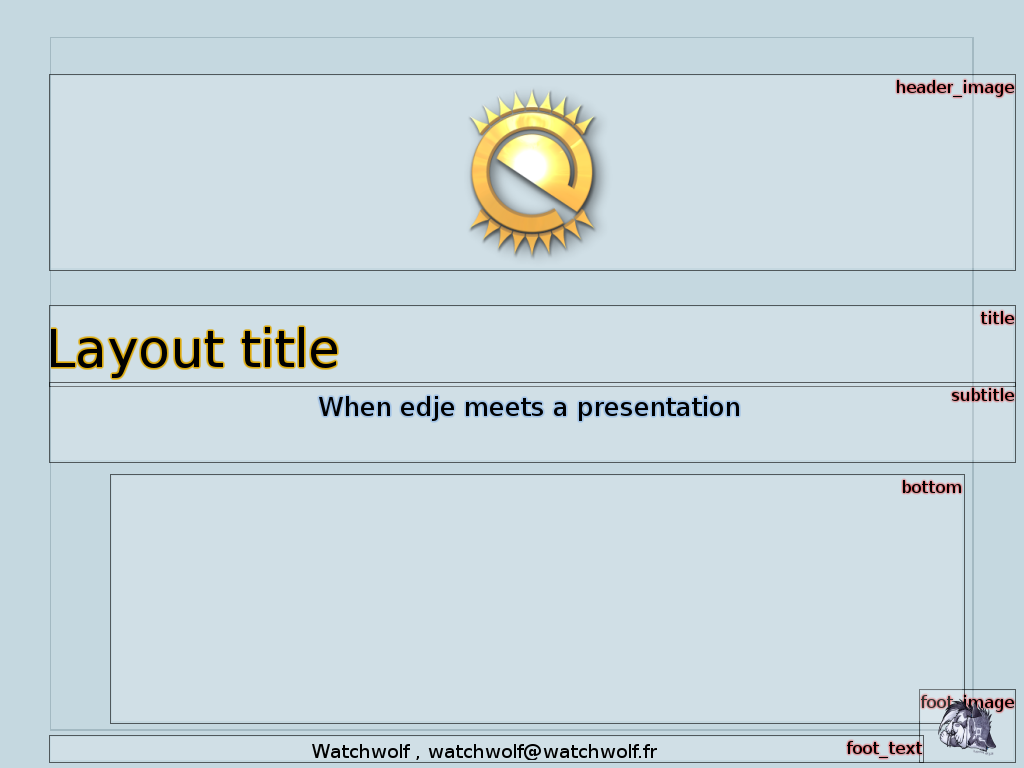 header_image
title
Layout title
subtitle
When edje meets a presentation
bottom
foot_image
foot_text
Watchwolf , watchwolf@watchwolf.fr